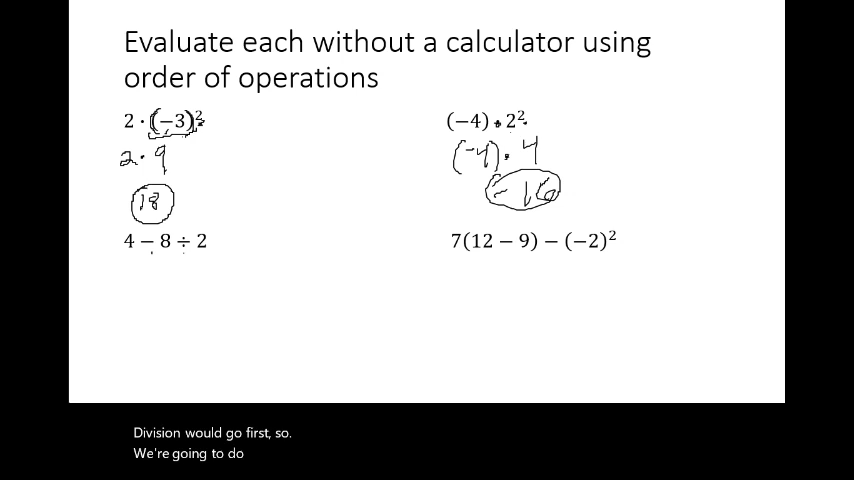 Evaluate each without a calculator using
order of operations
2 · (−3)²
(−4) • 2²
2 · 9
(-4) · 4
18
-16
4 − 8 ÷ 2
7(12 − 9) − (−2)²
Division would go first, so.
We're going to do